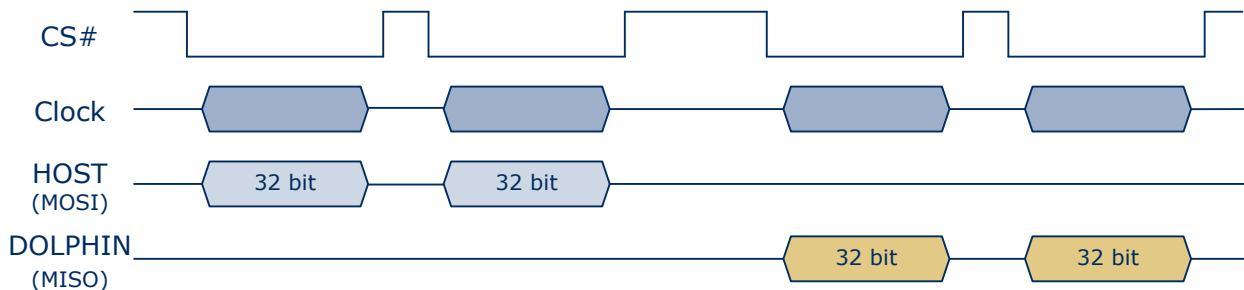 CS#
Clock
HOST
(MOSI)
32 bit 32 bit
DOLPHIN
(MISO)
32 bit 32 bit